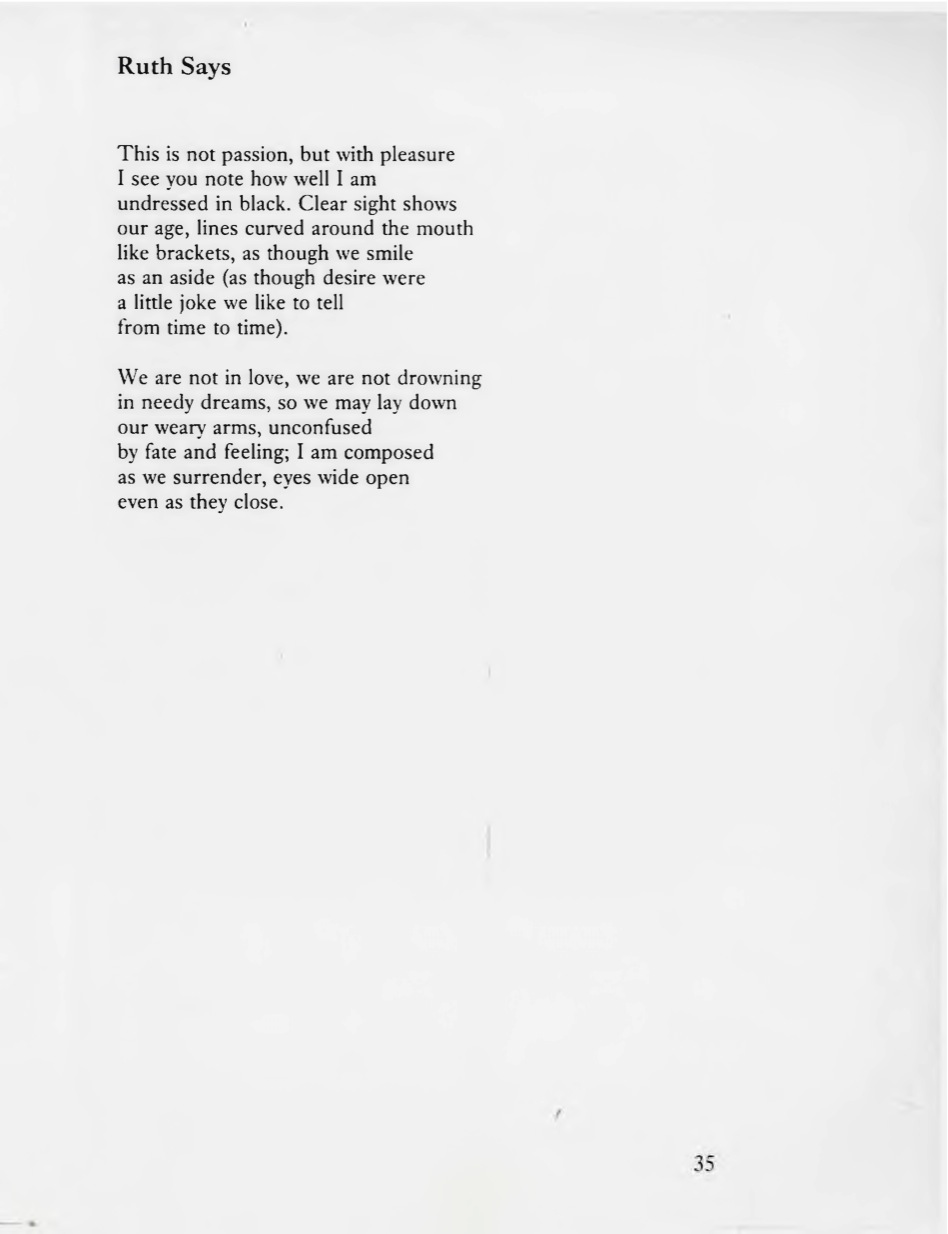 Ruth Says
This is not passion, but with pleasure
I see you note how well I am
undressed in black. Clear sight shows
our age, lines curved around the mouth
like brackets, as though we smile
as an aside (as though desire were
a little joke we like to tell
from time to time).
We are not in love, we are not drowning
in needy dreams, so we may lay down
our weary arms, unconfused
by fate and feeling; I am composed
as we surrender, eyes wide open
even as they close.
35